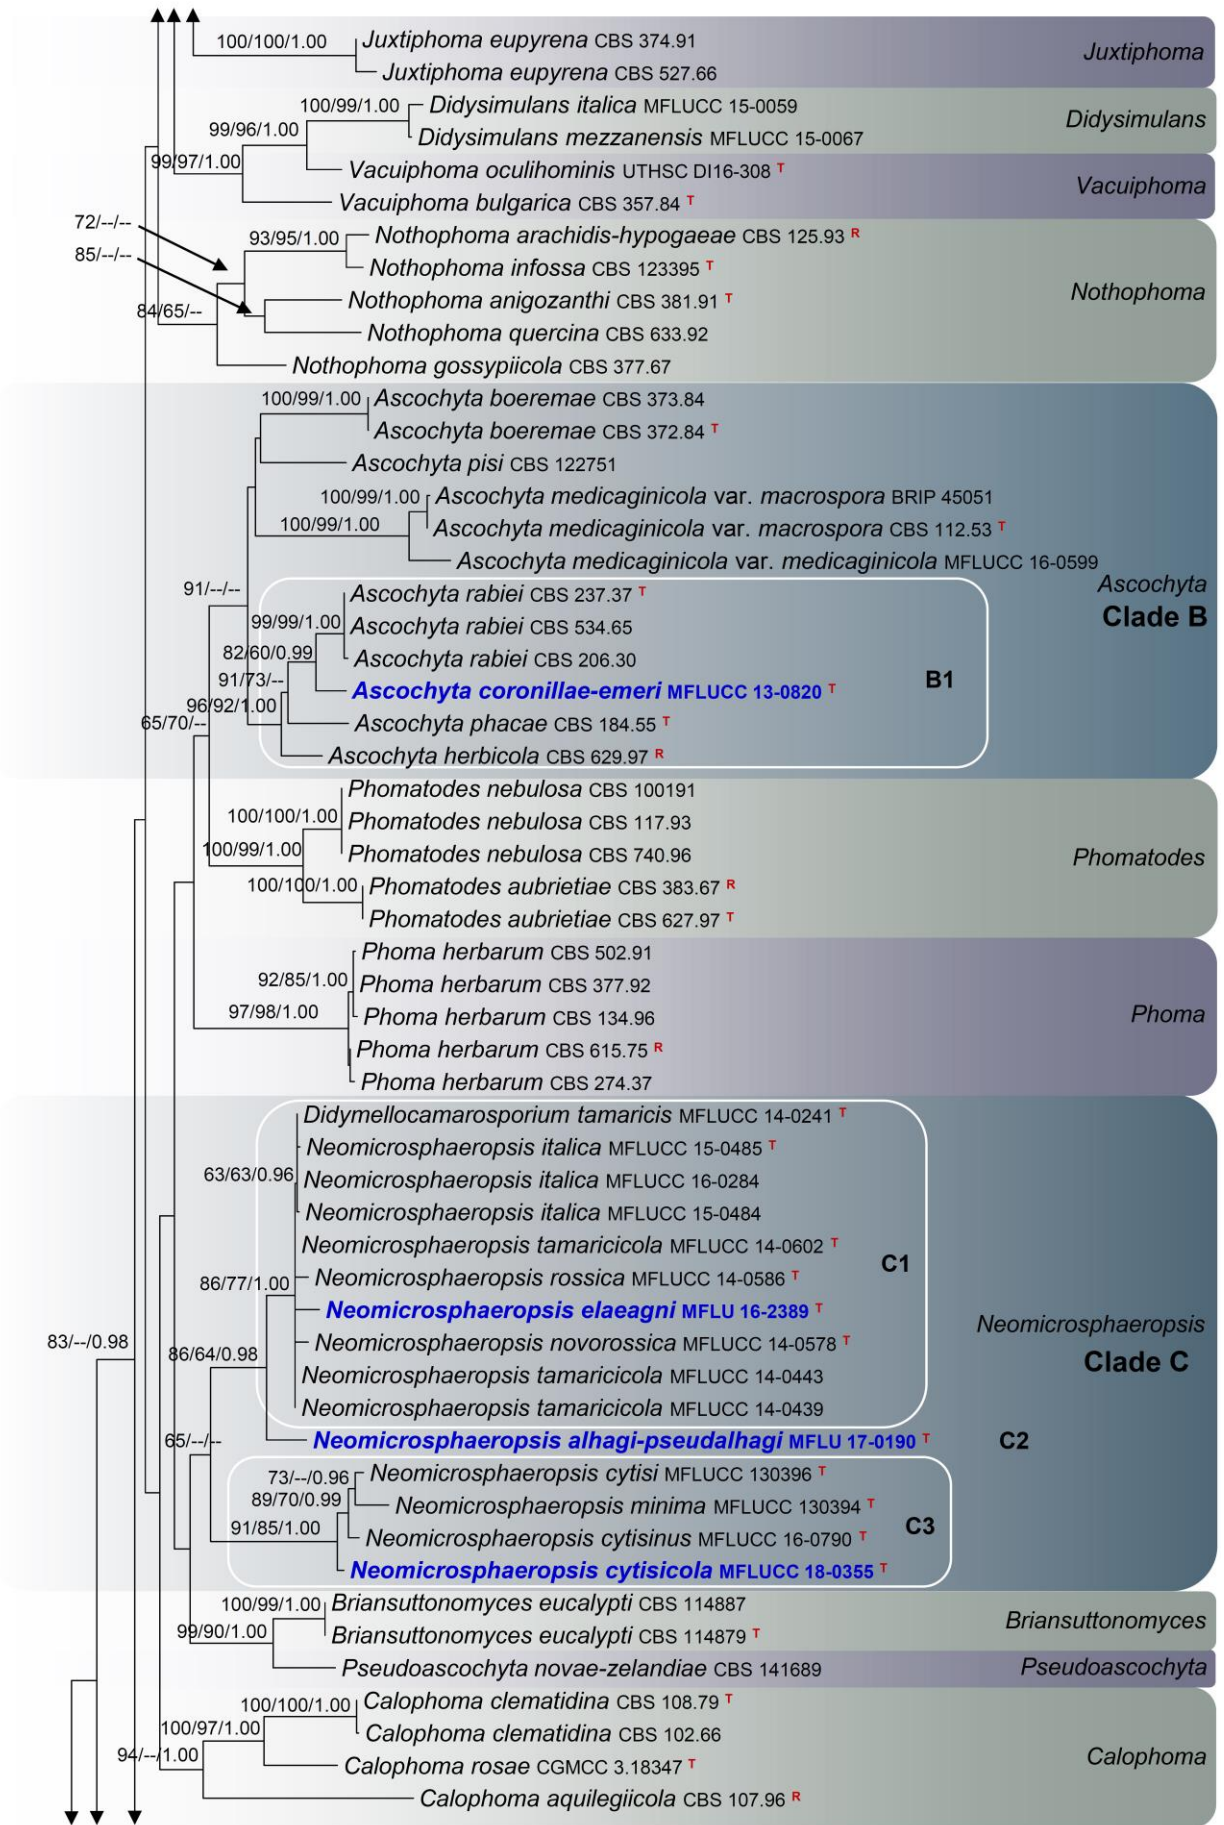 100/100/1.00
Juxtiphoma eupyrena CBS 374.91
Juxtiphoma eupyrena CBS 527.66
Juxtiphoma
100/99/1.00
Didysimulans italica MFLUCC 15-0059
Didysimulans mezzanensis MFLUCC 15-0067
Didysimulans
99/96/1.00
99/97/1.00
Vacuiphoma oculihominis UTHSC DI16-308 T
Vacuiphoma bulgarica CBS 357.84 T
Vacuiphoma
72/--/--
85/--/--
93/95/1.00
84/65/--
Nothophoma arachidis-hypogaeae CBS 125.93 R
Nothophoma infossa CBS 123395 T
Nothophoma anigozanthi CBS 381.91 T
Nothophoma quercina CBS 633.92
Nothophoma gossypiicola CBS 377.67
Nothophoma
100/99/1.00
Ascochyta boeremae CBS 373.84
Ascochyta boeremae CBS 372.84 T
Ascochyta pisi CBS 122751
100/99/1.00
100/99/1.00
Ascochyta medicaginicola var. macrospora BRIP 45051
Ascochyta medicaginicola var. macrospora CBS 112.53 T
Ascochyta medicaginicola var. medicaginicola MFLUCC 16-0599
91/--/--
Ascochyta
Clade B
Ascochyta rabiei CBS 237.37 T
99/99/1.00
Ascochyta rabiei CBS 534.65
82/60/0.99
Ascochyta rabiei CBS 206.30
91/73/--
Ascochyta coronillae-emeri MFLUCC 13-0820 T
B1
96/92/1.00
65/70/--
Ascochyta phacae CBS 184.55 T
Ascochyta herbicola CBS 629.97 R
Phomatodes nebulosa CBS 100191
100/100/1.00
Phomatodes nebulosa CBS 117.93
100/99/1.00
Phomatodes nebulosa CBS 740.96
Phomatodes
100/100/1.00
Phomatodes aubrietiae CBS 383.67 R
Phomatodes aubrietiae CBS 627.97 T
Phoma herbarum CBS 502.91
92/85/1.00
Phoma herbarum CBS 377.92
97/98/1.00
Phoma herbarum CBS 134.96
Phoma
Phoma herbarum CBS 615.75 R
Phoma herbarum CBS 274.37
Didymellocamarosporium tamaricis MFLUCC 14-0241 T
Neomicrosphaeropsis italica MFLUCC 15-0485 T
63/63/0.96
Neomicrosphaeropsis italica MFLUCC 16-0284
Neomicrosphaeropsis italica MFLUCC 15-0484
Neomicrosphaeropsis tamaricicola MFLUCC 14-0602 T
C1
86/77/1.00
Neomicrosphaeropsis rossica MFLUCC 14-0586 T
Neomicrosphaeropsis elaeagni MFLU 16-2389 T
83/--/0.98
86/64/0.98
Neomicrosphaeropsis novorossica MFLUCC 14-0578 T
Neomicrosphaeropsis
Clade C
Neomicrosphaeropsis tamaricicola MFLUCC 14-0443
Neomicrosphaeropsis tamaricicola MFLUCC 14-0439
65/--/--
Neomicrosphaeropsis alhagi-pseudalhagi MFLU 17-0190 T
C2
73/--/0.96
Neomicrosphaeropsis cytisi MFLUCC 130396 T
89/70/0.99
Neomicrosphaeropsis minima MFLUCC 130394 T
91/85/1.00
Neomicrosphaeropsis cytisinus MFLUCC 16-0790 T
C3
Neomicrosphaeropsis cytisicola MFLUCC 18-0355 T
100/99/1.00
Briansuttonomyces eucalypti CBS 114887
Briansuttonomyces eucalypti CBS 114879 T
Briansuttonomyces
99/90/1.00
Pseudoascochyta novae-zelandiae CBS 141689
Pseudoascochyta
100/100/1.00
Calophoma clematidina CBS 108.79 T
Calophoma clematidina CBS 102.66
100/97/1.00
94/--/1.00
Calophoma rosae CGMCC 3.18347 T
Calophoma
Calophoma aquilegiicola CBS 107.96 R